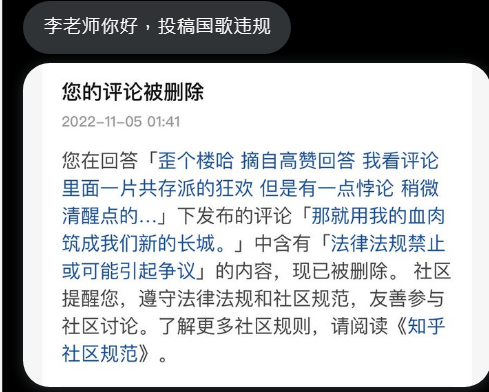 李老师你好，投稿国歌违规
您的评论被删除
2022-11-05 01:41
您在回答「歪个楼哈 摘自高赞回答 我看评论
里面一片共存派的狂欢 但是有一点悖论 稍微
清醒点的...」下发布的评论「那就用我的血肉
筑成我们新的长城。」中含有「法律法规禁止
或可能引起争议」的内容，现已被删除。 社区
提醒您，遵守法律法规和社区规范，友善参与
社区讨论。了解更多社区规则，请阅读《知乎
社区规范》。